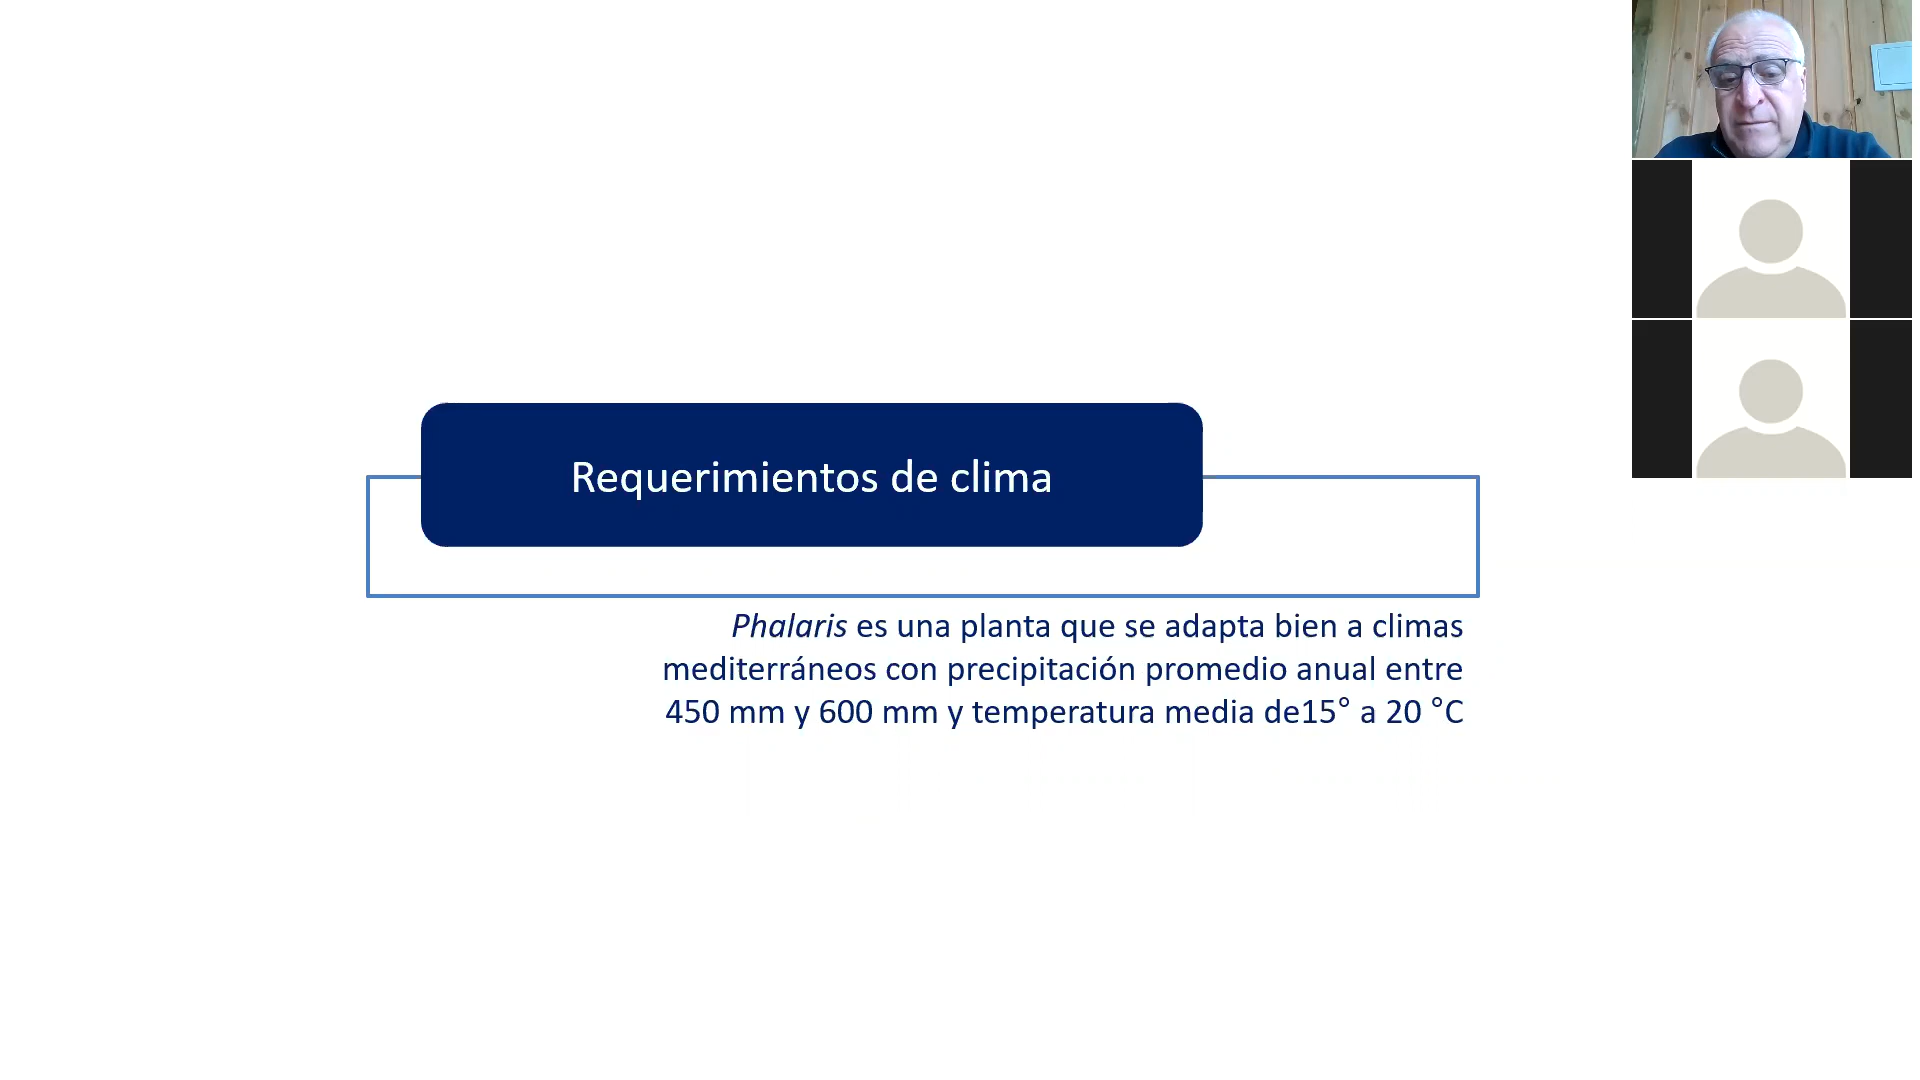 Requerimientos de clima
Phalaris es una planta que se adapta bien a climas
mediterráneos con precipitación promedio anual entre
450 mm y 600 mm y temperatura media de15° a 20 °C